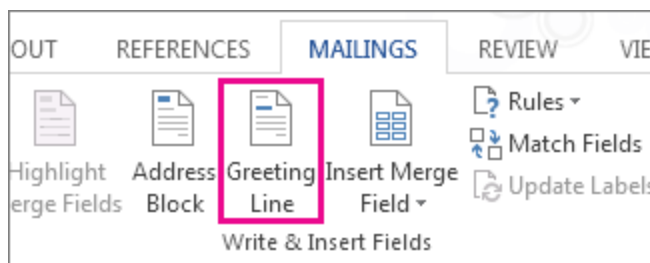 OUT REFERENCES MAILINGS REVIEW VIE
Rules
Match Fields
Update Labels
Highlight Address Greeting Insert Merge
erge Fields Block Line Field
Write & Insert Fields